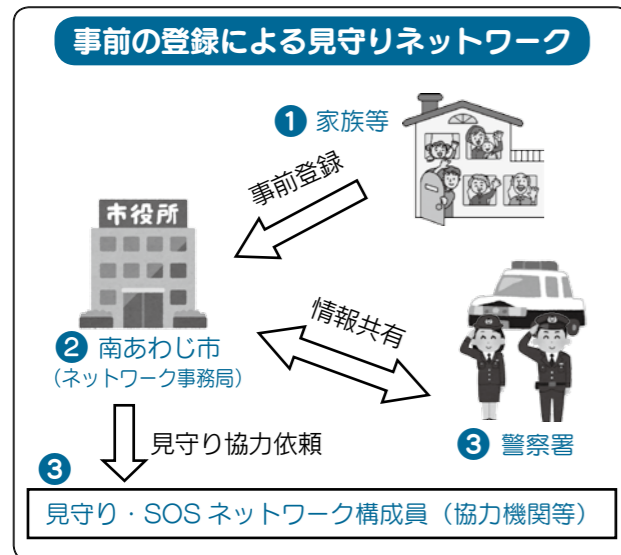 事前の登録による見守りネットワーク
❶ 家族等
事前登録
市役所
❷ 南あわじ市
（ネットワーク事務局）
情報共有
❸ 警察署
見守り協力依頼
❸
見守り・SOS ネットワーク構成員（協力機関等）